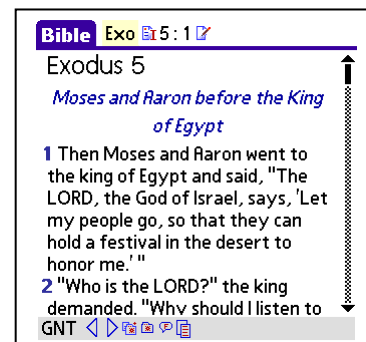 Bible Exo 5 : 1
Exodus 5
Moses and Aaron before the King
of Egypt
1 Then Moses and Aaron went to
the king of Egypt and said, "The
LORD, the God of Israel, says, 'Let
my people go, so that they can
hold a festival in the desert to
honor me.' "
2 "Who is the LORD?" the king
demanded. "Why should I listen to
GNT